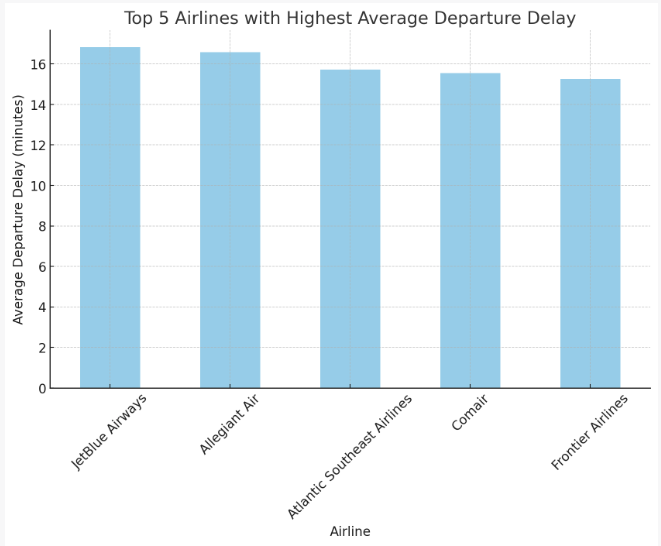 Top 5 Airlines with Highest Average Departure Delay
Average Departure Delay (minutes)
16
14
12
10
8
6
4
2
0
JetBlue Airways
Allegiant Air
Atlantic Southeast Airlines
Comair
Frontier Airlines
Airline